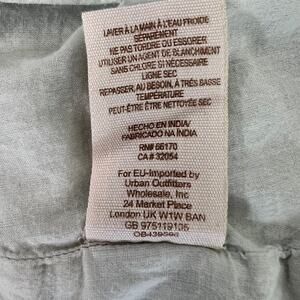 LAVER À LA MAIN À L'EAU FROIDE
SÉPARÉMENT
NE PAS TORDRE OU ESSORER
UTILISER UN AGENT DE BLANCHIMENT
SANS CHLORE SI NÉCESSAIRE
LIGNE SEC
REPASSER, AU BESOIN, À TRÈS BASSE
TEMPÉRATURE
PEUT-ÊTRE ÊTRE NETTOYÉE SEC
HECHO EN INDIA/
FABRICADO NA ÍNDIA
RN# 66170
CA# 32054
For EU-Imported by
Urban Outfitters
Wholesale, Inc
24 Market Place
London UK W1W 8AN
GB 975119105